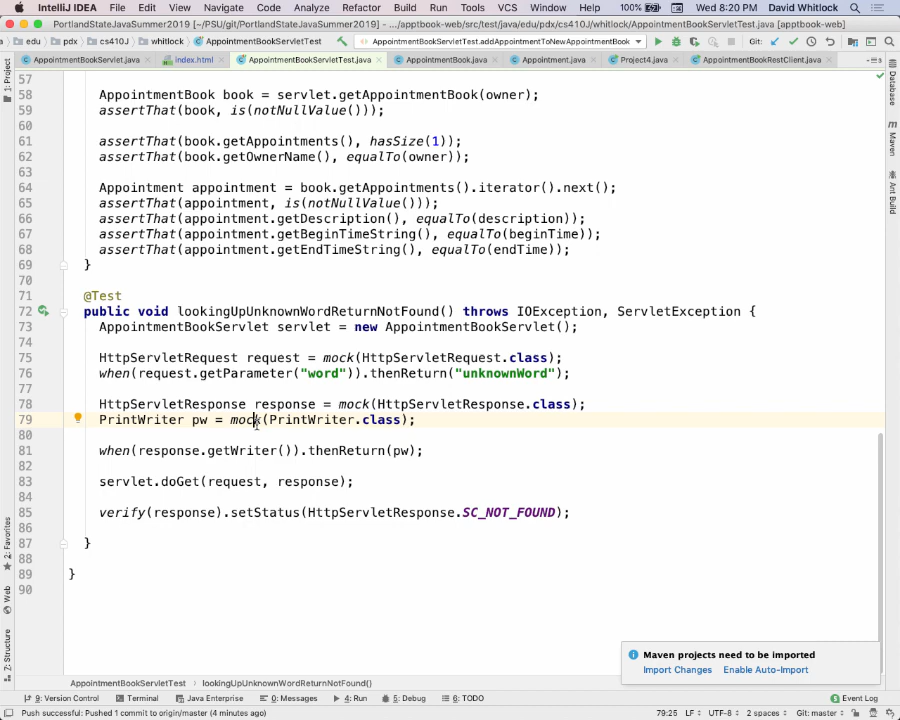 IntelliJ IDEA File Edit View Navigate Code Analyze Refactor Build Run Tools VCS Window Help 100% Wed 8:20 PM David Whitlock
PortlandStateJavaSummer2019 [~/PSU/git/PortlandStateJavaSummer2019] - .../apptbook-web/src/test/java/edu/pdx/cs410J/whitlock/AppointmentBookServletTest.java [apptbook-web]
edu pdx cs410J whitlock AppointmentBookServletTest AppointmentBookServletTest.addAppointmentToNewAppointmentBook Git:
AppointmentBookServlet.java index.html AppointmentBookServletTest.java AppointmentBook.java Appointment.java Project4.java AppointmentBookRestClient.java
1: Project
Database
Maven
Ant Build
57
58 AppointmentBook book = servlet.getAppointmentBook(owner);
59 assertThat(book, is(notNullValue()));
60
61 assertThat(book.getAppointments(), hasSize(1));
62 assertThat(book.getOwnerName(), equalTo(owner));
63
64 Appointment appointment = book.getAppointments().iterator().next();
65 assertThat(appointment, is(notNullValue()));
66 assertThat(appointment.getDescription(), equalTo(description));
67 assertThat(appointment.getBeginTimeString(), equalTo(beginTime));
68 assertThat(appointment.getEndTimeString(), equalTo(endTime));
69 }
70
71 @Test
72 public void lookingUpUnknownWordReturnNotFound() throws IOException, ServletException {
73 AppointmentBookServlet servlet = new AppointmentBookServlet();
74
75 HttpServletRequest request = mock(HttpServletRequest.class);
76 when(request.getParameter("word")).thenReturn("unknownWord");
77
78 HttpServletResponse response = mock(HttpServletResponse.class);
79 PrintWriter pw = mock(PrintWriter.class);
80
81 when(response.getWriter()).thenReturn(pw);
82
83 servlet.doGet(request, response);
84
85 verify(response).setStatus(HttpServletResponse.SC_NOT_FOUND);
86
87 }
88
89 }
90
2: Favorites
Web
Z: Structure
Maven projects need to be imported
Import Changes Enable Auto-Import
AppointmentBookServletTest lookingUpUnknownWordReturnNotFound()
9: Version Control Terminal Java Enterprise 0: Messages 4: Run 5: Debug 6: TODO Event Log
Push successful: Pushed 1 commit to origin/master (4 minutes ago) 79:25 LF UTF-8 2 spaces Git: master